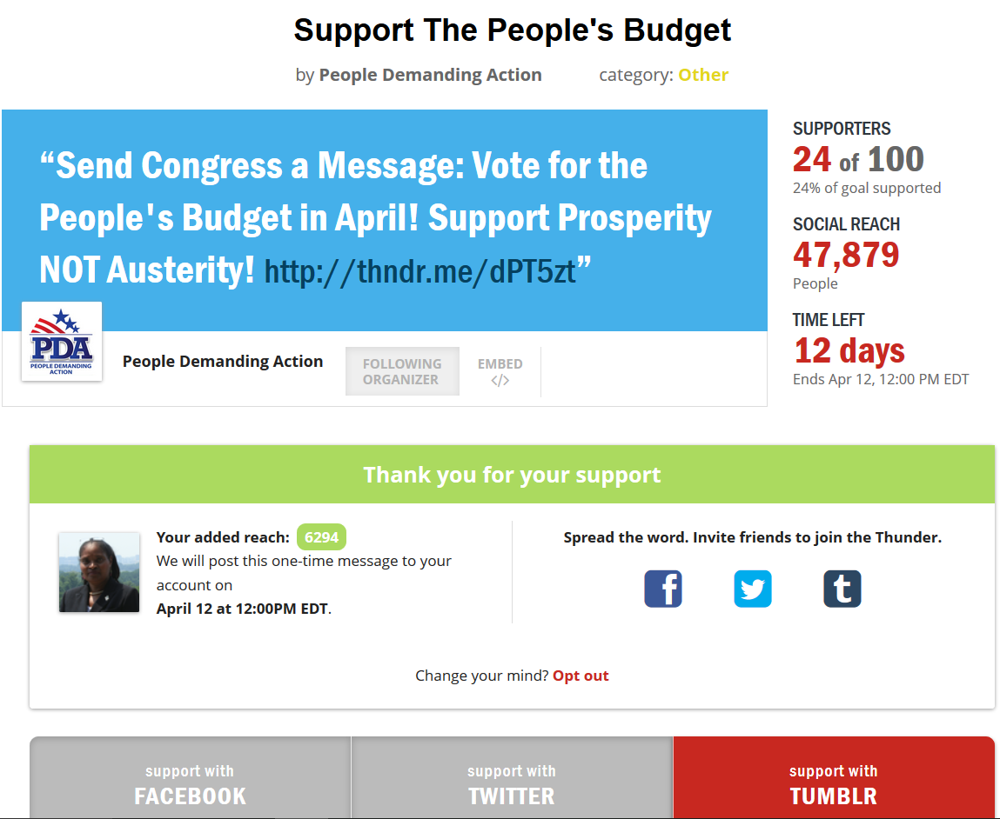 Support The People's Budget
by People Demanding Action category: Other
“Send Congress a Message: Vote for the
People's Budget in April! Support Prosperity
NOT Austerity! http://thndr.me/dPT5zt”
SUPPORTERS
24 of 100
24% of goal supported
SOCIAL REACH
47,879
People
TIME LEFT
12 days
Ends Apr 12, 12:00 PM EDT
PDA
PEOPLE DEMANDING
ACTION
People Demanding Action
FOLLOWING
ORGANIZER
EMBED
</>
Thank you for your support
Your added reach: 6294
We will post this one-time message to your
account on
April 12 at 12:00PM EDT.
Spread the word. Invite friends to join the Thunder.
f
t
Change your mind? Opt out
support with
FACEBOOK
support with
TWITTER
support with
TUMBLR